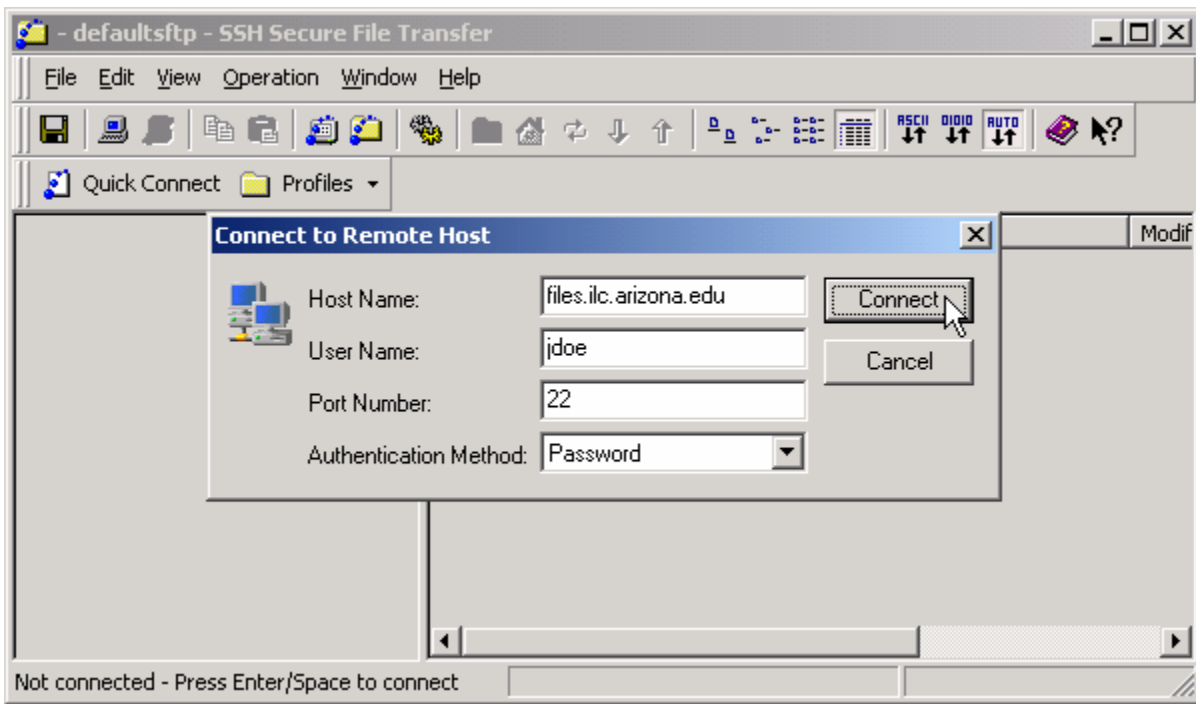 - defaultsftp - SSH Secure File Transfer
File Edit View Operation Window Help
ASCII 01010 AUTO
Quick Connect Profiles
Connect to Remote Host
Modif
Host Name: files.ilc.arizona.edu Connect
User Name: jdoe Cancel
Port Number: 22
Authentication Method: Password
Not connected - Press Enter/Space to connect